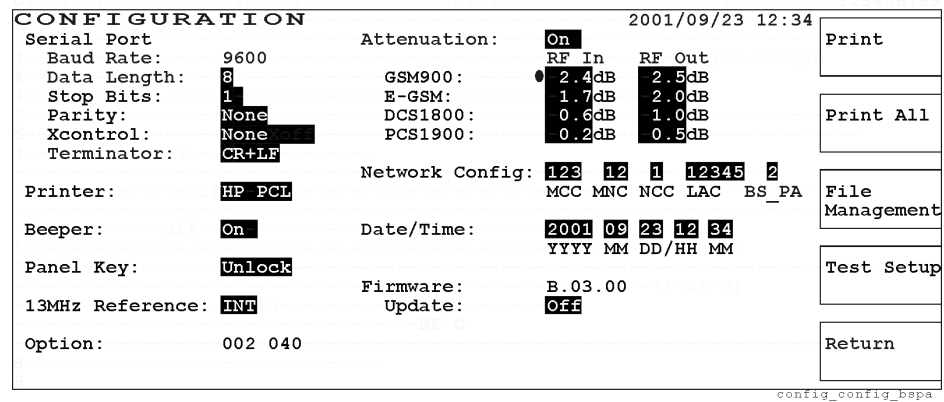 CONFIGURATION 2001/09/23 12:34
Serial Port Attenuation: On
Baud Rate: 9600 RF In RF Out
Data Length: 8 GSM900: -2.4dB -2.5dB
Stop Bits: 1 E-GSM: -1.7dB -2.0dB
Parity: None DCS1800: -0.6dB -1.0dB
Xcontrol: None PCS1900: -0.2dB -0.5dB
Terminator: CR+LF
Network Config: 123 12 1 12345 2
Printer: HP PCL MCC MNC NCC LAC BS_PA
Beeper: On Date/Time: 2001 09 23 12 34
YYYY MM DD/HH MM
Panel Key: Unlock
Firmware: B.03.00
13MHz Reference: INT Update: Off
Option: 002 040
Print
Print All
File
Management
Test Setup
Return
config_config_bspa